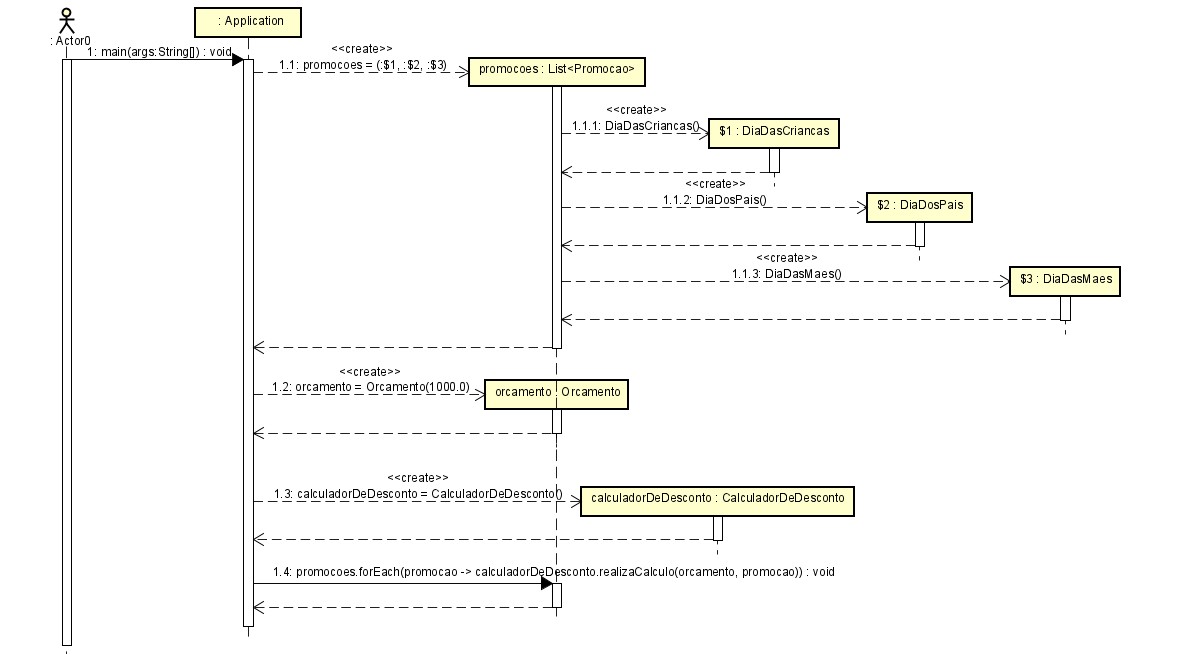 : Actor0
: Application
1: main(args:String[]) : void
<<create>>
1.1: promocoes = (:$1, :$2, :$3)
promocoes : List<Promocao>
<<create>>
1.1.1: DiaDasCriancas()
$1 : DiaDasCriancas
<<create>>
1.1.2: DiaDosPais()
$2 : DiaDosPais
<<create>>
1.1.3: DiaDasMaes()
$3 : DiaDasMaes
<<create>>
1.2: orcamento = Orcamento(1000.0)
orcamento : Orcamento
<<create>>
1.3: calculadorDeDesconto = CalculadorDeDesconto()
calculadorDeDesconto : CalculadorDeDesconto
1.4: promocoes.forEach(promocao -> calculadorDeDesconto.realizaCalculo(orcamento, promocao)) : void